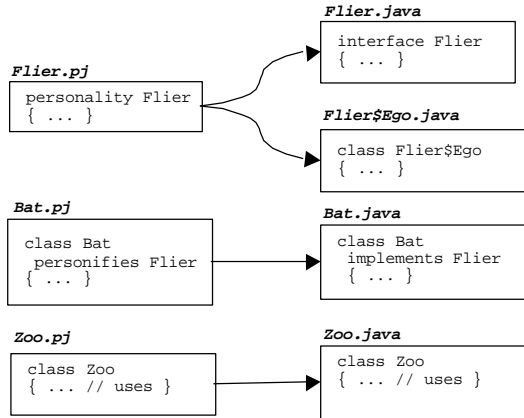 Flier.pj
personality Flier
{ ... }
Flier.java
interface Flier
{ ... }
Flier$Ego.java
class Flier$Ego
{ ... }
Bat.pj
class Bat
personifies Flier
{ ... }
Bat.java
class Bat
implements Flier
{ ... }
Zoo.pj
class Zoo
{ ... // uses }
Zoo.java
class Zoo
{ ... // uses }